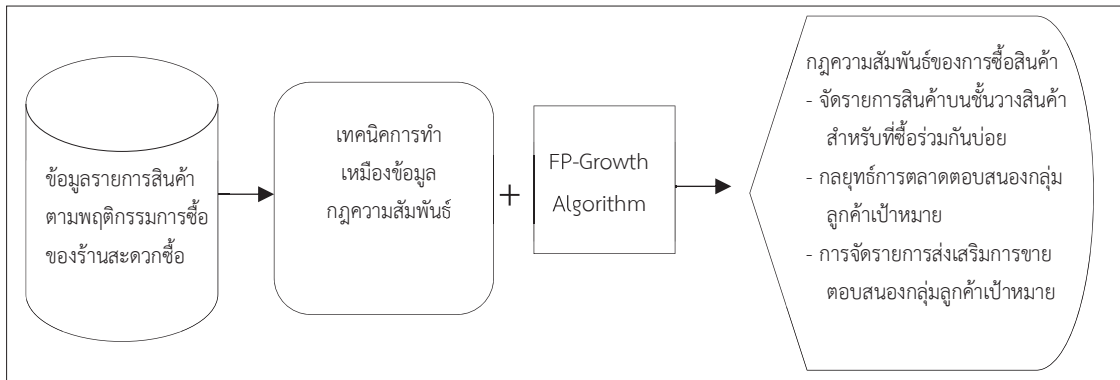 ข้อมูลรายการสินค้า
ตามพฤติกรรมการซื้อ
ของร้านสะดวกซื้อ
เทคนิคการทำ
เหมืองข้อมูล
กฎความสัมพันธ์
+
FP-Growth
Algorithm
กฎความสัมพันธ์ของการซื้อสินค้า
- จัดรายการสินค้าบนชั้นวางสินค้า
สำหรับที่ซื้อร่วมกันบ่อย
- กลยุทธ์การตลาดตอบสนองกลุ่ม
ลูกค้าเป้าหมาย
- การจัดรายการส่งเสริมการขาย
ตอบสนองกลุ่มลูกค้าเป้าหมาย